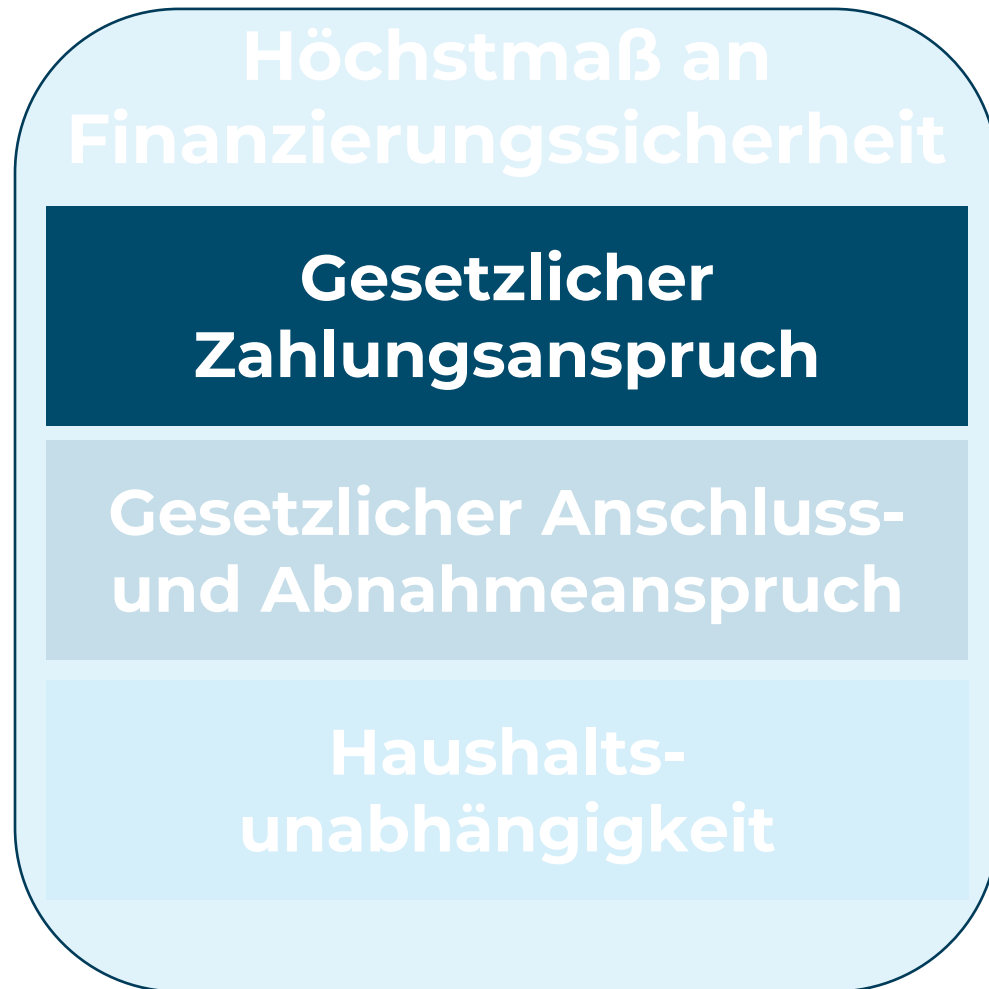 Höchstmaß an
Finanzierungssicherheit
Gesetzlicher
Zahlungsanspruch
Gesetzlicher Anschluss-
und Abnahmeanspruch
Haushalts-
unabhängigkeit